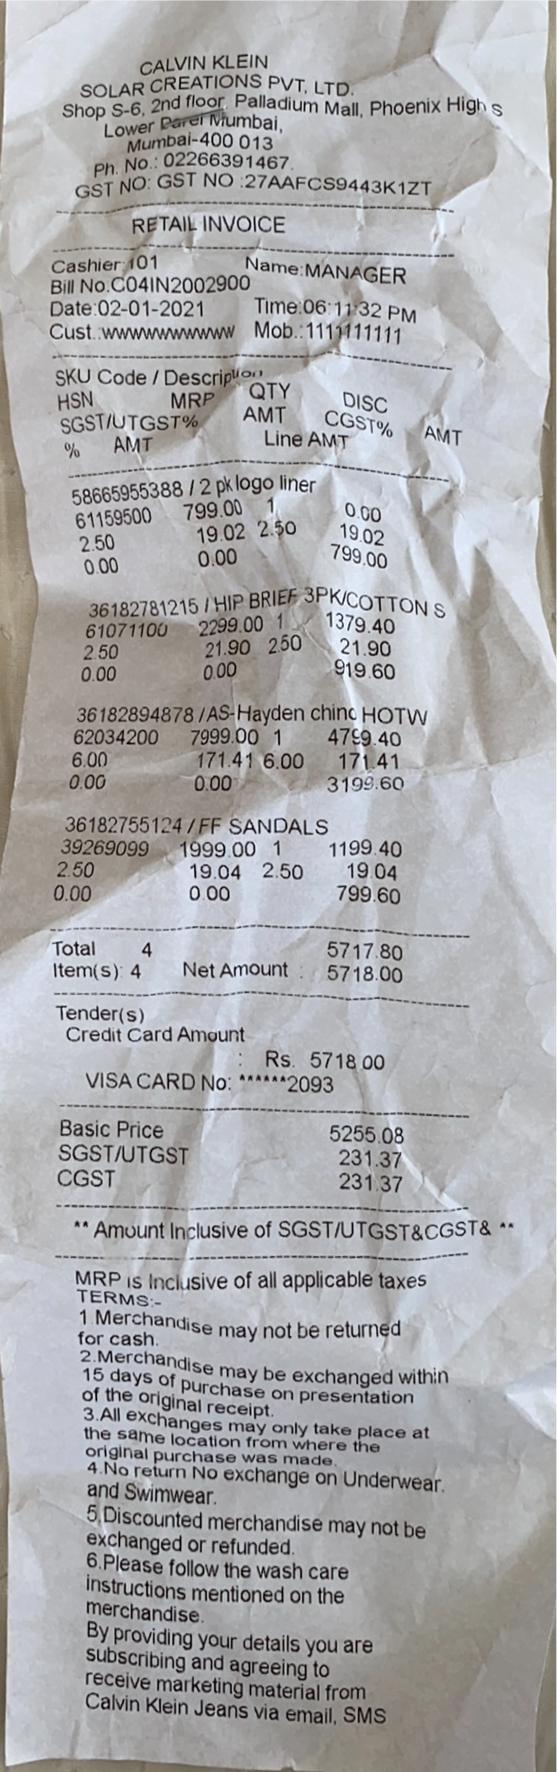 CALVIN KLEIN
SOLAR CREATIONS PVT, LTD.
Shop S-6, 2nd floor, Palladium Mall, Phoenix High s
Lower Parel Mumbai,
Mumbai-400 013
Ph. No.: 02266391467.
GST NO: GST NO :27AAFCS9443K1ZT
RETAIL INVOICE
Cashier:101 Name:MANAGER
Bill No.C04IN2002900
Date:02-01-2021 Time:06:11:32 PM
Cust.:wwwwwwwwwww Mob.:1111111111
SKU Code / Description
HSN MRP QTY DISC
SGST/UTGST% AMT CGST% AMT
% AMT Line AMT
58665955388 / 2 pk logo liner
61159500 799.00 1 0.00
2.50 19.02 2.50 19.02
0.00 0.00 799.00
36182781215 / HIP BRIEF 3PK/COTTON S
61071100 2299.00 1 1379.40
2.50 21.90 2.50 21.90
0.00 0.00 919.60
36182894878 / AS-Hayden chino HOTW
62034200 7999.00 1 4799.40
6.00 171.41 6.00 171.41
0.00 0.00 3199.60
36182755124 / FF SANDALS
39269099 1999.00 1 1199.40
2.50 19.04 2.50 19.04
0.00 0.00 799.60
Total 4 5717.80
Item(s): 4 Net Amount : 5718.00
Tender(s)
Credit Card Amount
: Rs. 5718.00
VISA CARD No: ******2093
Basic Price 5255.08
SGST/UTGST 231.37
CGST 231.37
** Amount Inclusive of SGST/UTGST&CGST& **
MRP is Inclusive of all applicable taxes
TERMS:-
1 Merchandise may not be returned
for cash.
2.Merchandise may be exchanged within
15 days of purchase on presentation
of the original receipt.
3.All exchanges may only take place at
the same location from where the
original purchase was made.
4.No return No exchange on Underwear.
and Swimwear.
5.Discounted merchandise may not be
exchanged or refunded.
6.Please follow the wash care
instructions mentioned on the
merchandise.
By providing your details you are
subscribing and agreeing to
receive marketing material from
Calvin Klein Jeans via email, SMS